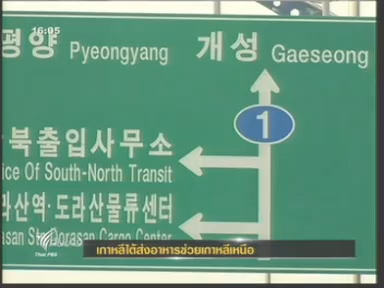 16:05
평양 Pyeongyang 개성 Gaeseong
1
북출입사무소
Of South-North Transit
산역·도라산물류센터
Dorasan Cargo Center
เกาหลีใต้ส่งอาหารช่วยเกาหลีเหนือ
Thai PBS